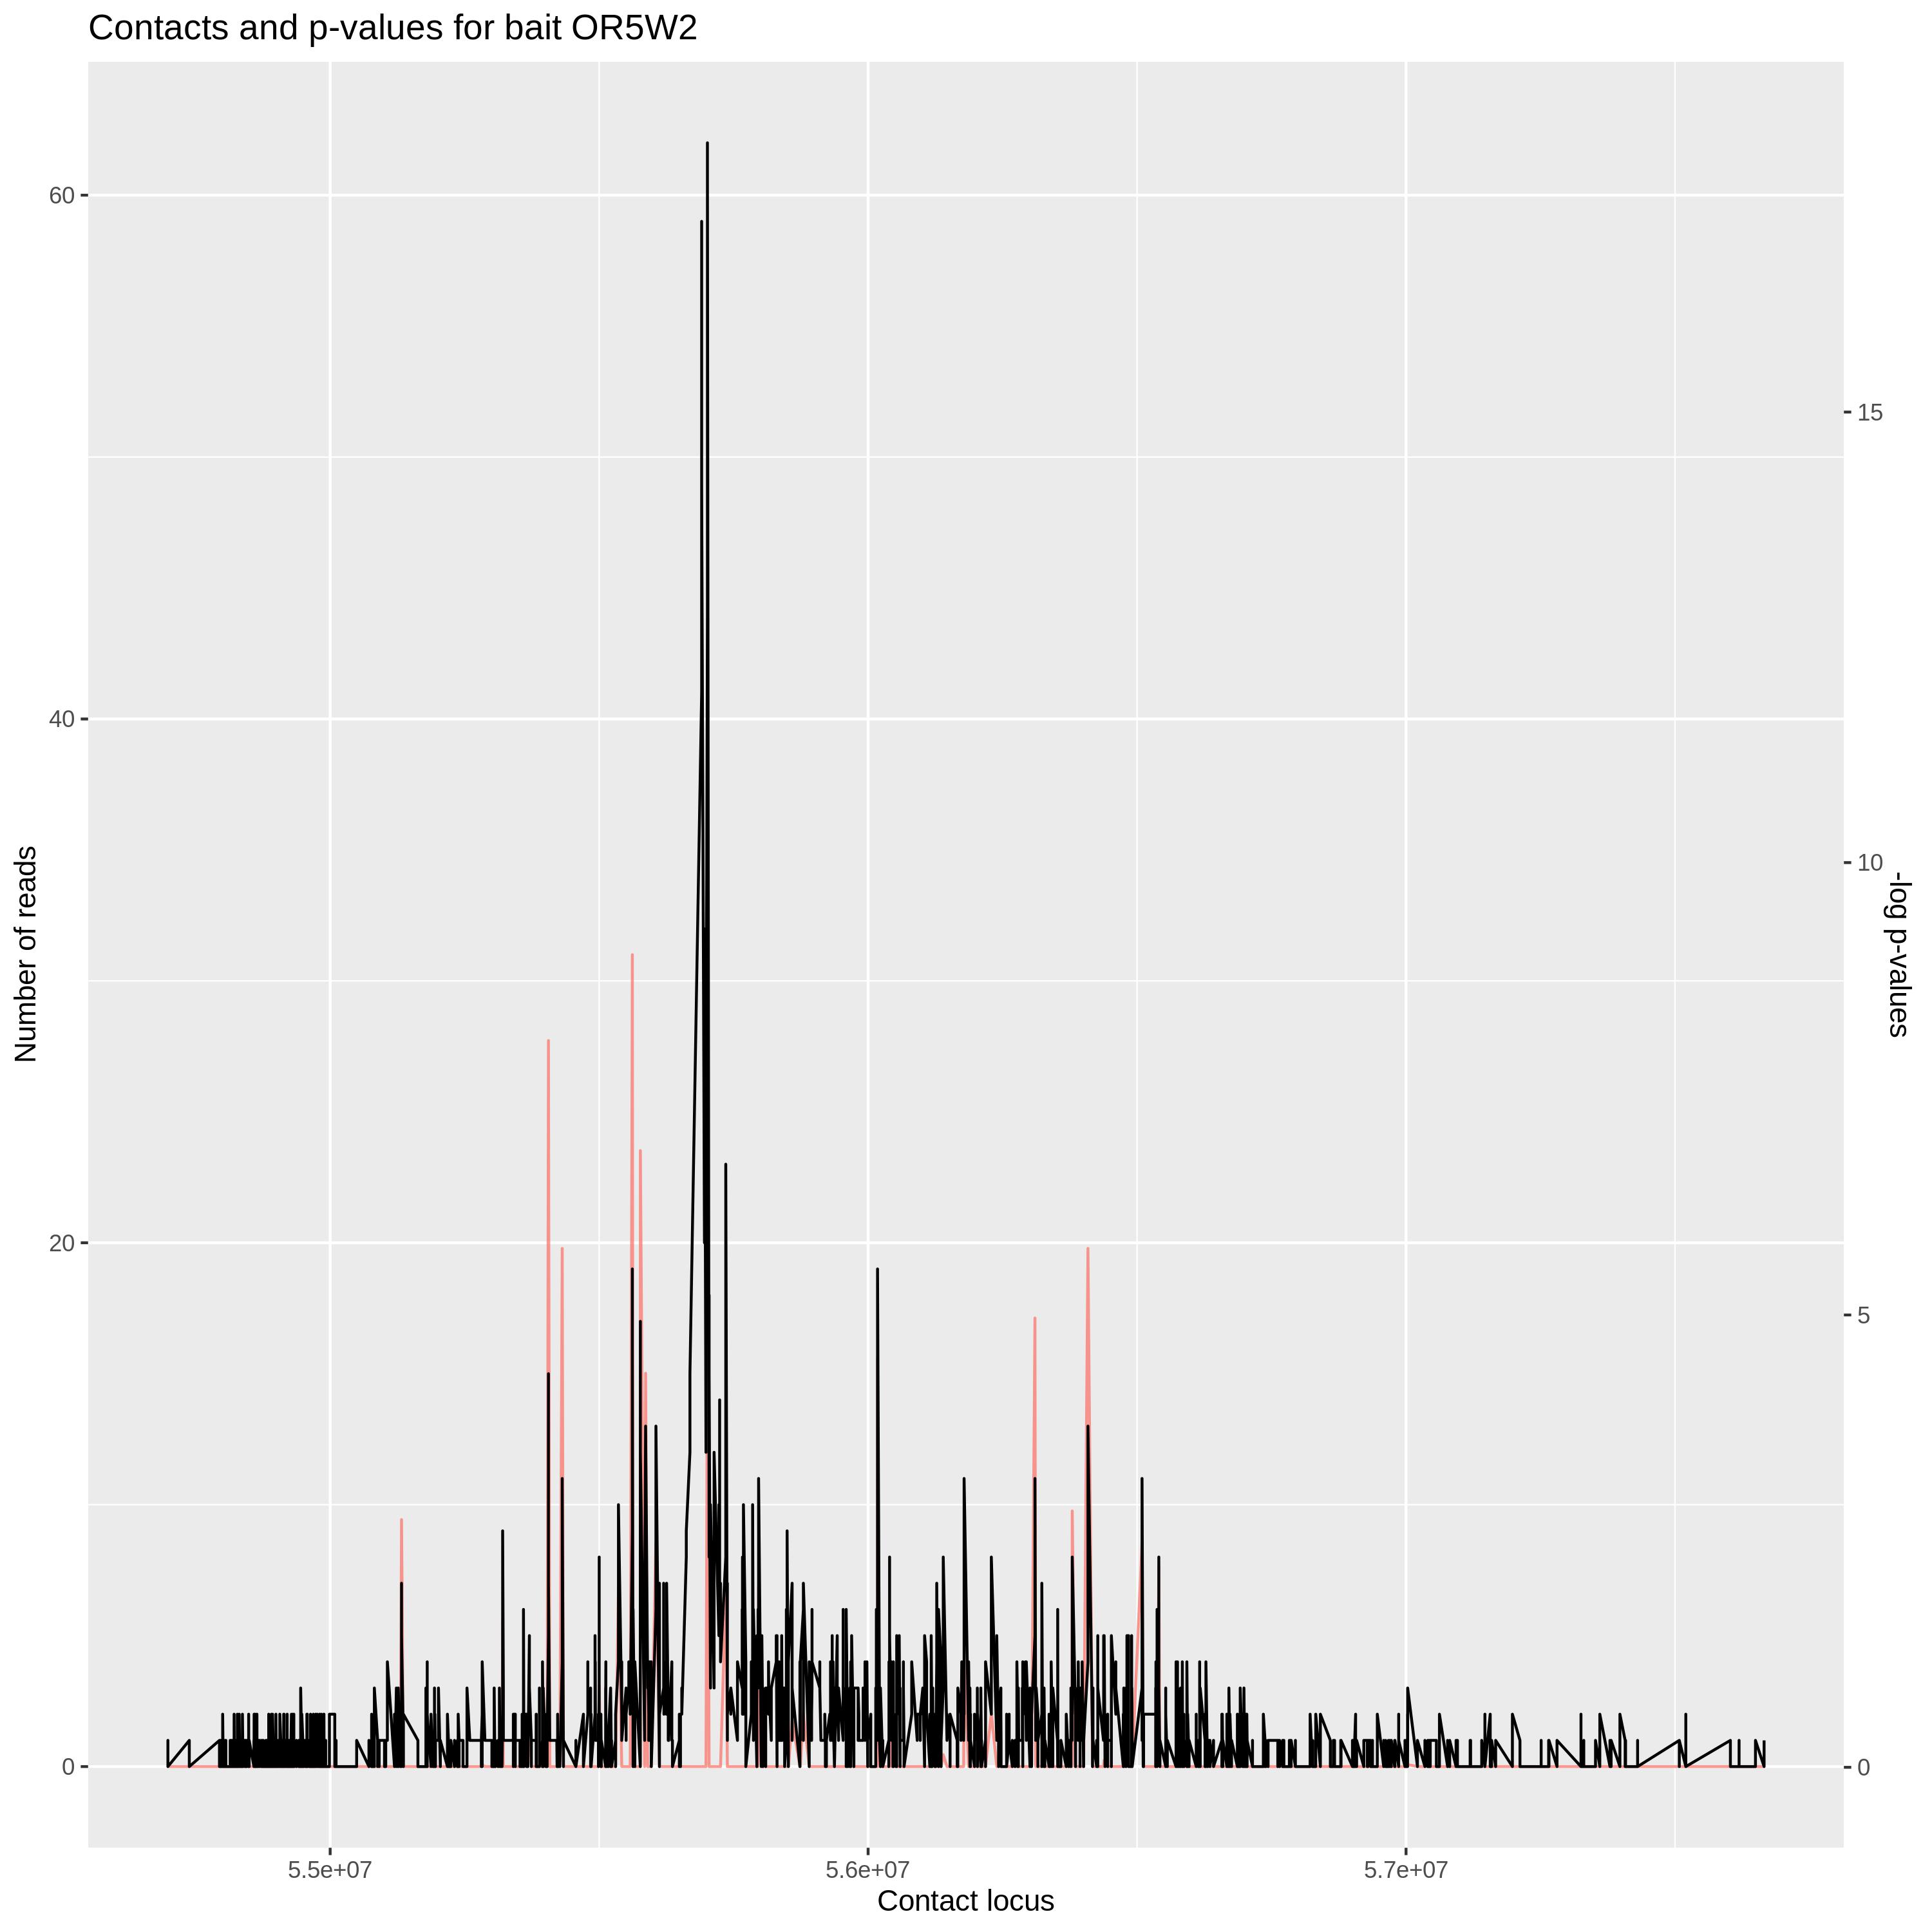 Contacts and p-values for bait OR5W2
60
40
20
0
Number of reads
15
10
5
0
-log p-values
5.5e+07
5.6e+07
5.7e+07
Contact locus